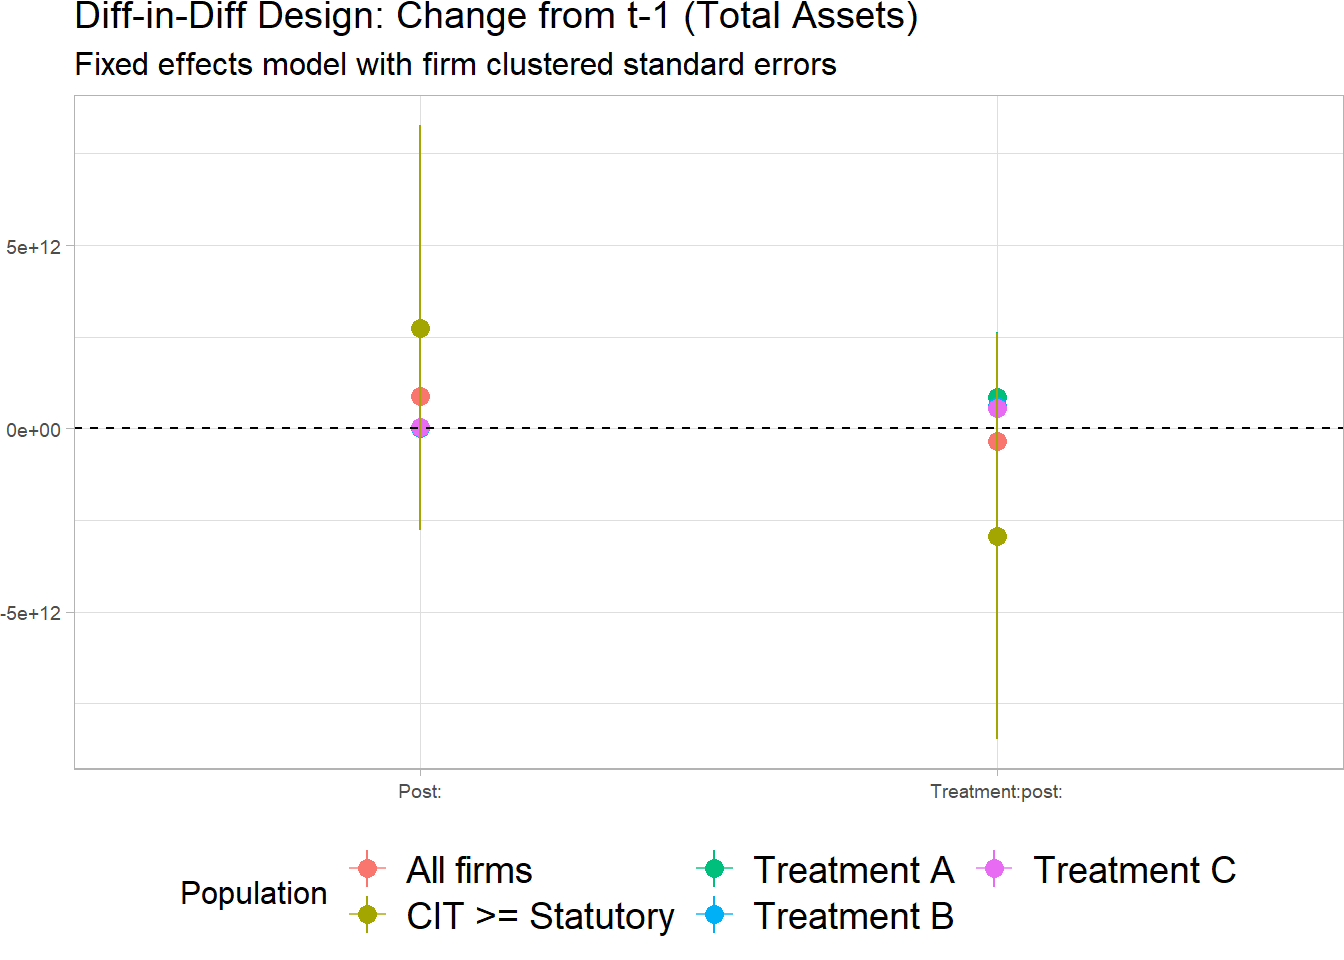 Diff-in-Diff Design: Change from t-1 (Total Assets)
Fixed effects model with firm clustered standard errors
5e+12
0e+00
-5e+12
Post:
Treatment:post:
Population
All firms
CIT >= Statutory
Treatment A
Treatment B
Treatment C